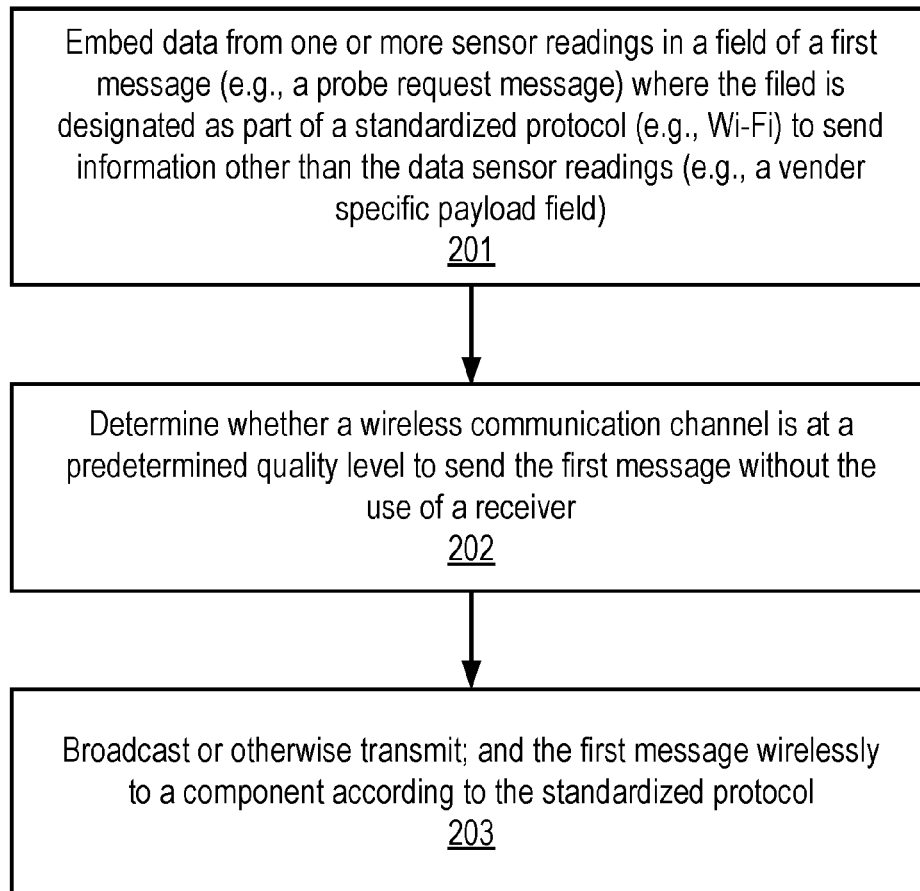 Embed data from one or more sensor readings in a field of a first
message (e.g., a probe request message) where the filed is
designated as part of a standardized protocol (e.g., Wi-Fi) to send
information other than the data sensor readings (e.g., a vender
specific payload field)
201
Determine whether a wireless communication channel is at a
predetermined quality level to send the first message without the
use of a receiver
202
Broadcast or otherwise transmit; and the first message wirelessly
to a component according to the standardized protocol
203